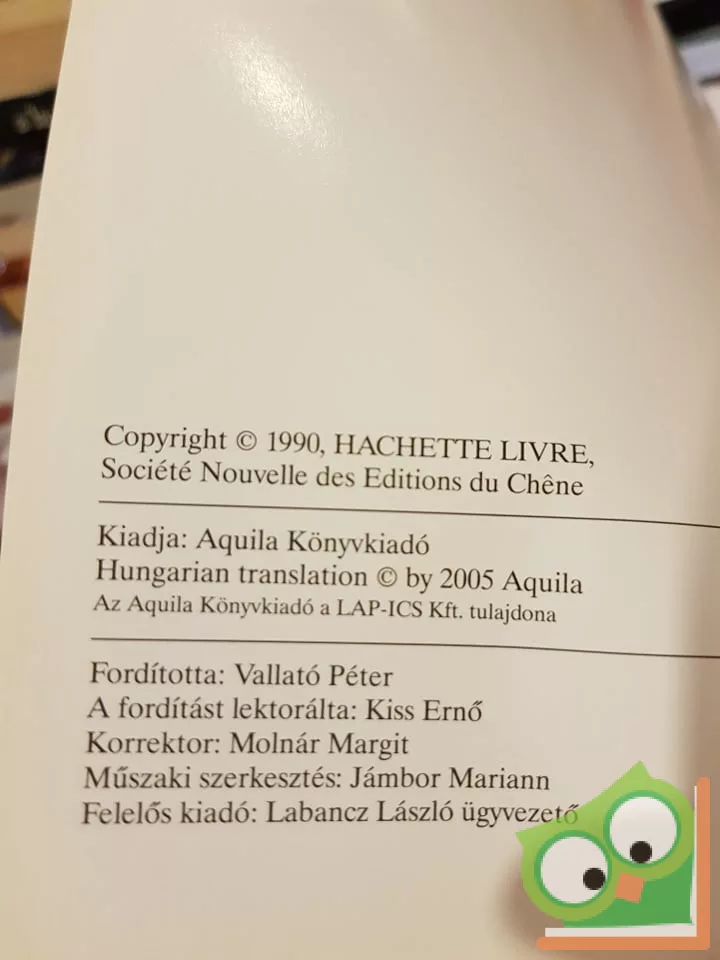 Copyright © 1990, HACHETTE LIVRE,
Société Nouvelle des Editions du Chêne
Kiadja: Aquila Könyvkiadó
Hungarian translation © by 2005 Aquila
Az Aquila Könyvkiadó a LAP-ICS Kft. tulajdona
Fordította: Vallató Péter
A fordítást lektorálta: Kiss Ernő
Korrektor: Molnár Margit
Műszaki szerkesztés: Jámbor Mariann
Felelős kiadó: Labancz László ügyvezető